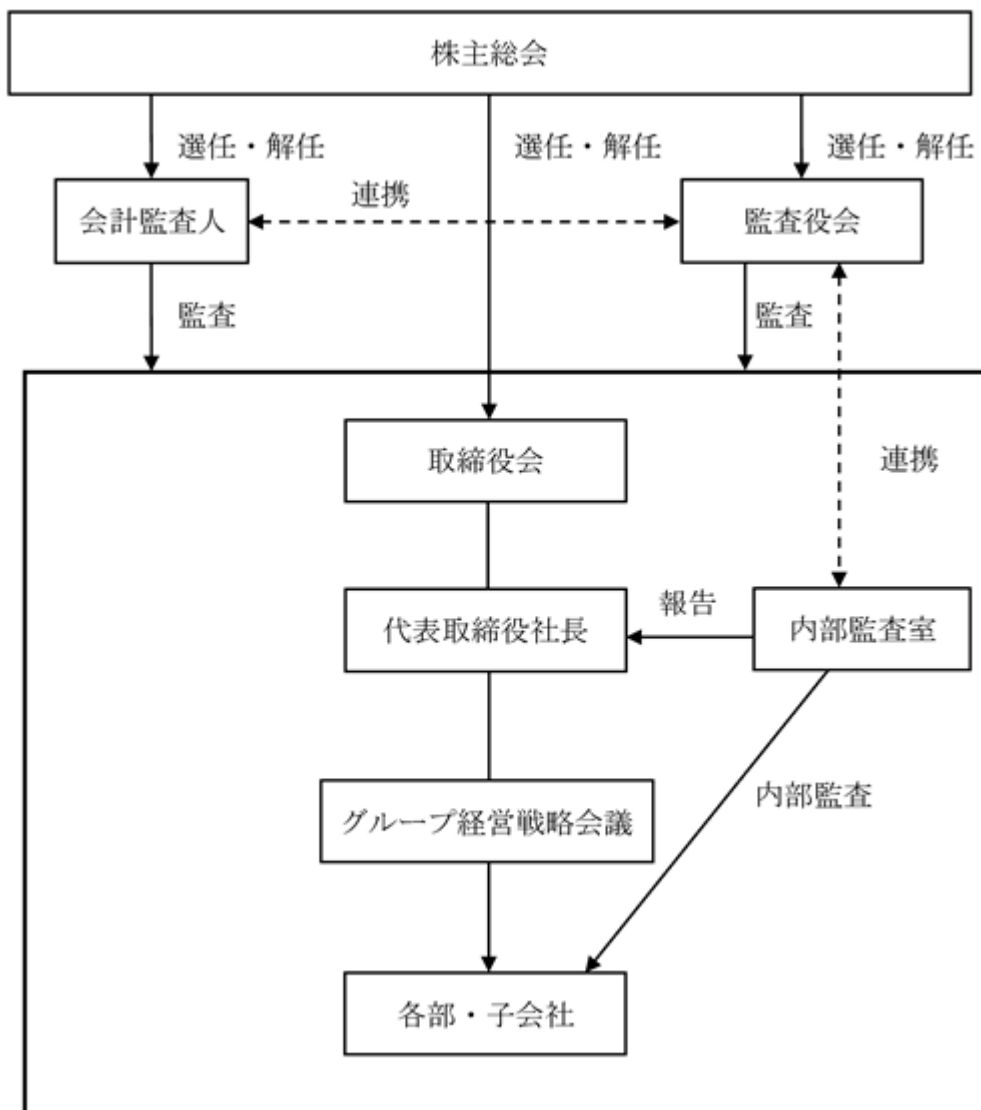 株主総会
選任・解任
選任・解任
選任・解任
会計監査人
連携
監査役会
監査
監査
取締役会
連携
代表取締役社長
報告
内部監査室
グループ経営戦略会議
内部監査
各部・子会社